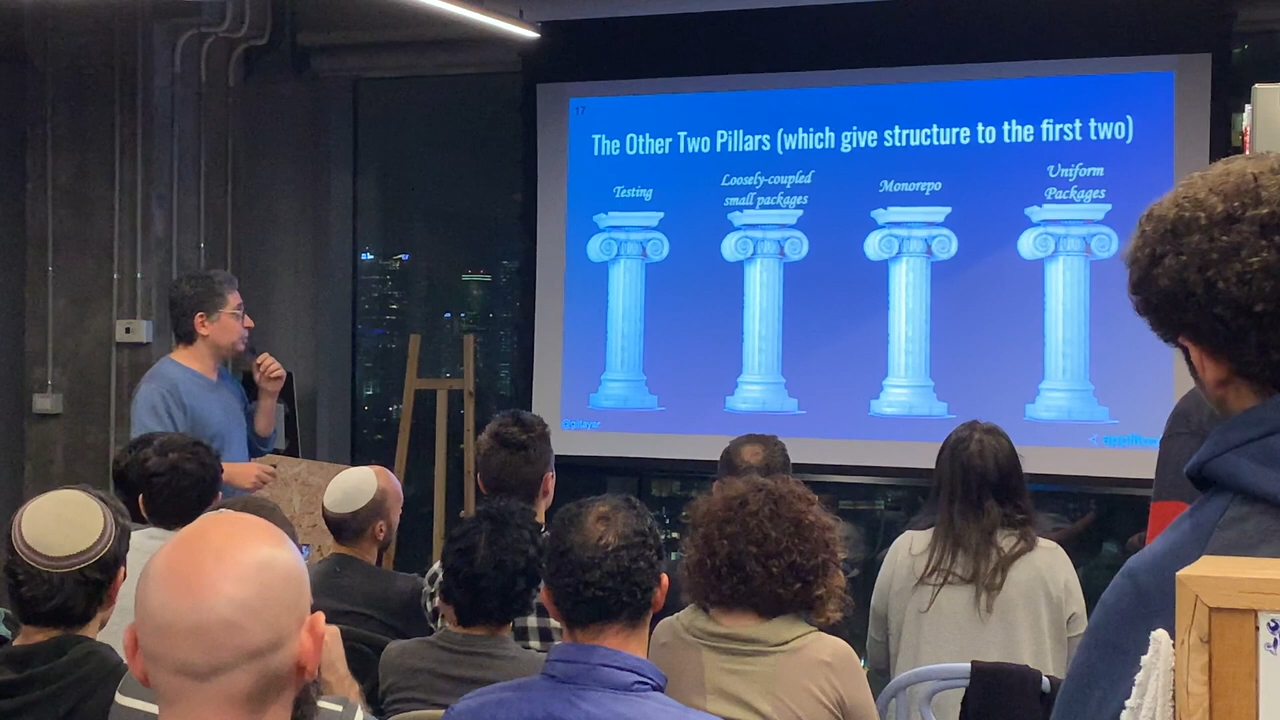 17
The Other Two Pillars (which give structure to the first two)
Testing
Loosely-coupled
small packages
Monorepo
Uniform
Packages
@giltayar